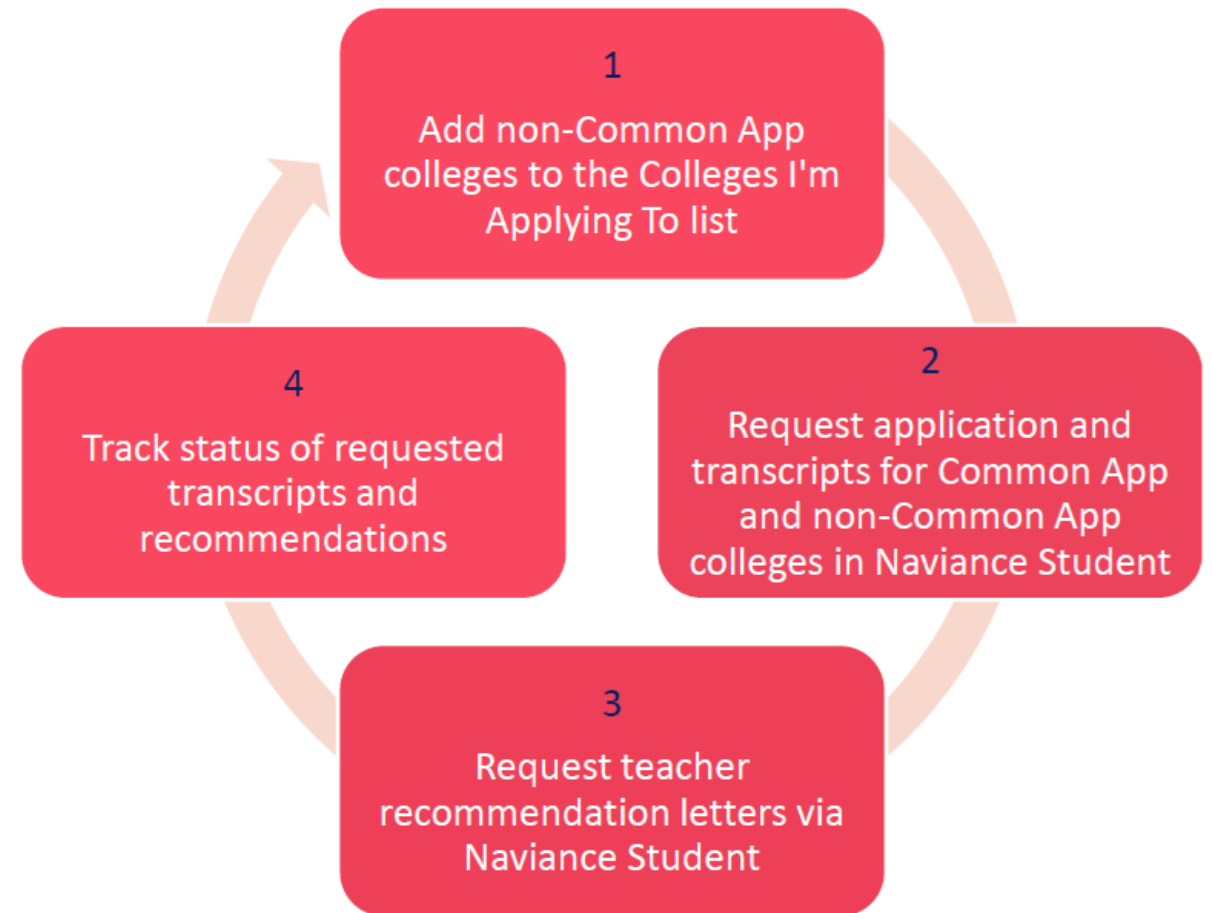 1
Add non-Common App
colleges to the Colleges I'm
Applying To list
2
Request application and
transcripts for Common App
and non-Common App
colleges in Naviance Student
3
Request teacher
recommendation letters via
Naviance Student
4
Track status of requested
transcripts and
recommendations